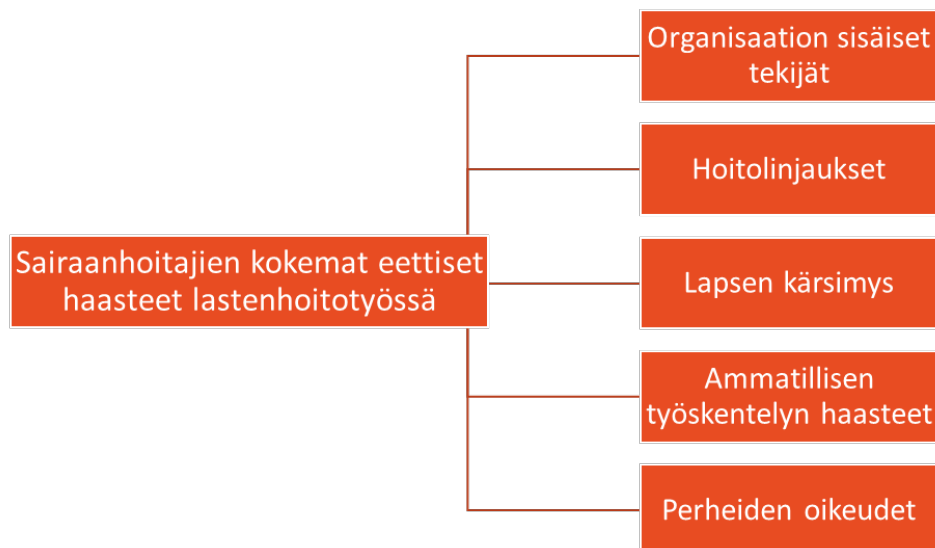 Organisaation sisäiset
tekijät
Hoitolinjaukset
Sairaanhoitajien kokemat eettiset
haasteet lastenhoitotyössä
Lapsen kärsimys
Ammatillisen
työskentelyn haasteet
Perheiden oikeudet